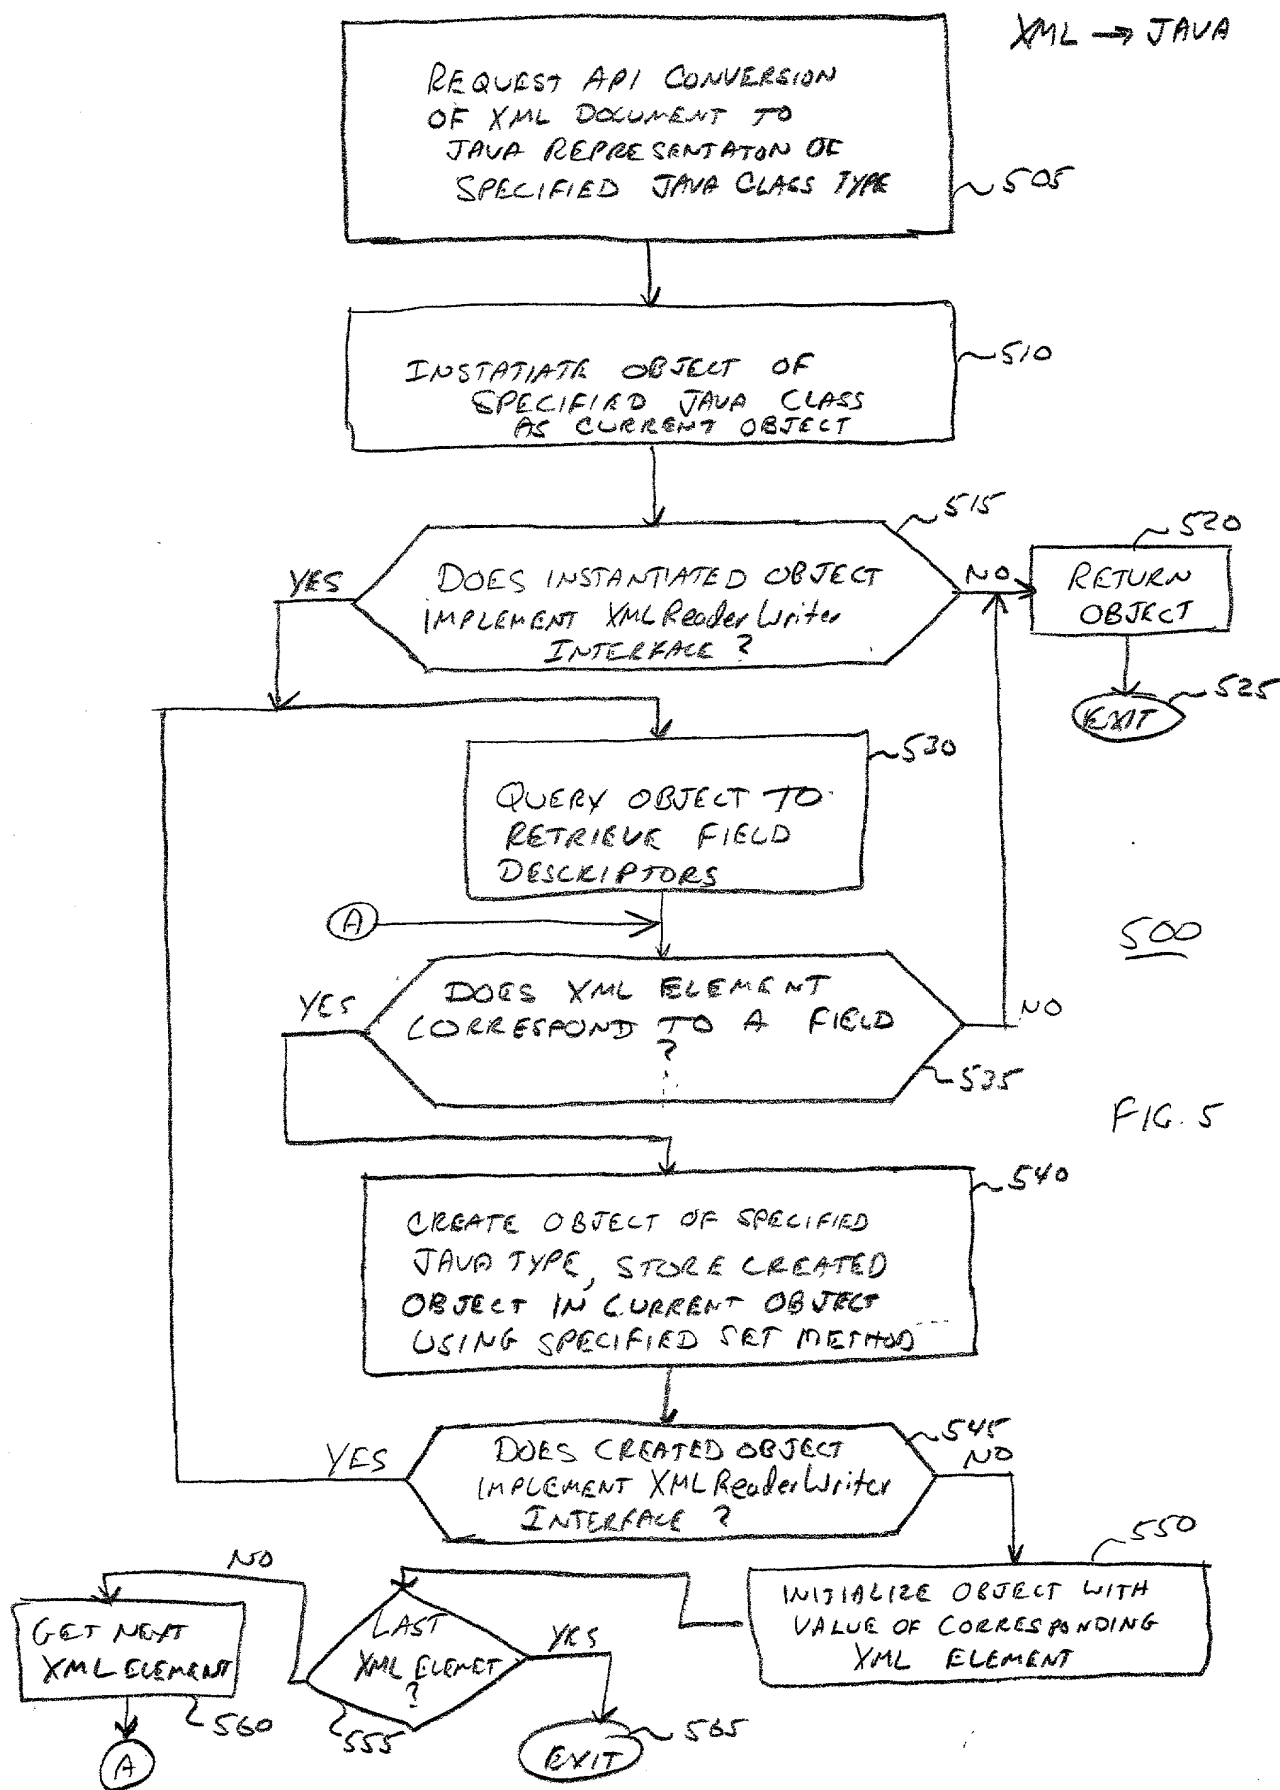 XML → JAVA
REQUEST API CONVERSION
OF XML DOCUMENT TO
JAVA REPRESENTATON OF
SPECIFIED JAVA CLASS TYPE
505
INSTATIATE OBJECT OF
SPECIFIED JAVA CLASS
AS CURRENT OBJECT
510
515
520
YES
DOES INSTANTIATED OBJECT
IMPLEMENT XMLReaderWriter
INTERFACE ?
NO
RETURN
OBJECT
525
EXIT
530
QUERY OBJECT TO
RETRIEVE FIELD
DESCRIPTORS
A
500
YES
DOES XML ELEMENT
CORRESPOND TO A FIELD
?
NO
535
FIG. 5
540
CREATE OBJECT OF SPECIFIED
JAVA TYPE, STORE CREATED
OBJECT IN CURRENT OBJECT
USING SPECIFIED SET METHOD
545
YES
DOES CREATED OBJECT
IMPLEMENT XMLReaderWriter
INTERFACE ?
NO
550
INITIALIZE OBJECT WITH
VALUE OF CORRESPONDING
XML ELEMENT
NO
GET NEXT
XML ELEMENT
LAST
XML ELEMET
?
YES
560
555
565
A
EXIT